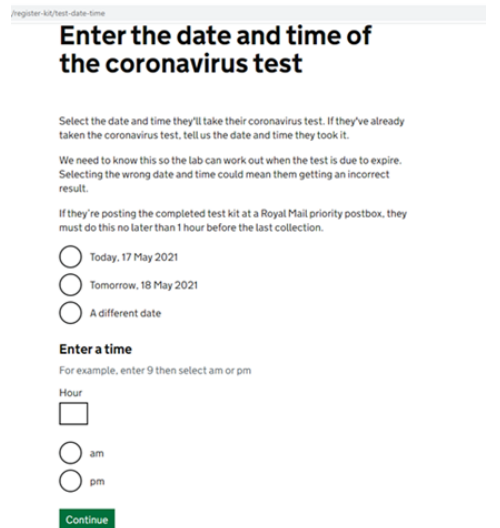 /register-kit/test-date-time
Enter the date and time of
the coronavirus test
Select the date and time they'll take their coronavirus test. If they've already
taken the coronavirus test, tell us the date and time they took it.
We need to know this so the lab can work out when the test is due to expire.
Selecting the wrong date and time could mean them getting an incorrect
result.
If they're posting the completed test kit at a Royal Mail priority postbox, they
must do this no later than 1 hour before the last collection.
Today, 17 May 2021
Tomorrow, 18 May 2021
A different date
Enter a time
For example, enter 9 then select am or pm
Hour
am
pm
Continue